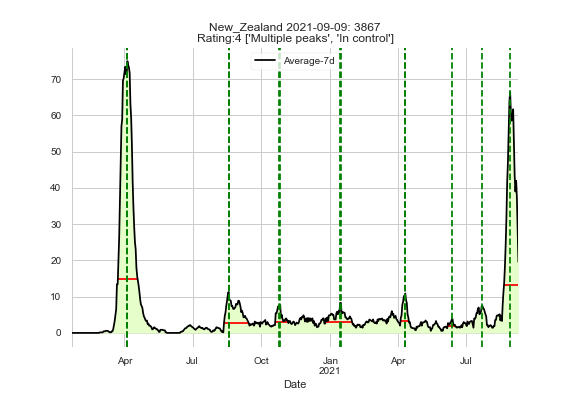 New_Zealand 2021-09-09: 3867
Rating:4 ['Multiple peaks', 'In control']
Average-7d
70
60
50
40
30
20
10
0
Apr Jul Oct Jan Apr Jul
2021
Date